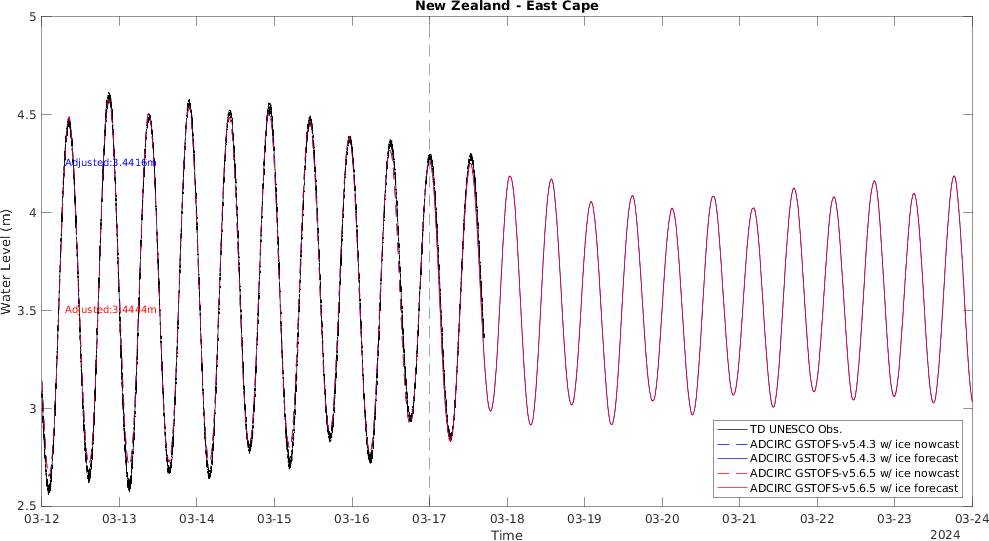 New Zealand - East Cape
5
4.5
4
3.5
3
2.5
Water Level (m)
Adjusted:3.4416m
Adjusted:3.4444m
TD UNESCO Obs.
ADCIRC GSTOFS-v5.4.3 w/ ice nowcast
ADCIRC GSTOFS-v5.4.3 w/ ice forecast
ADCIRC GSTOFS-v5.6.5 w/ ice nowcast
ADCIRC GSTOFS-v5.6.5 w/ ice forecast
03-12 03-13 03-14 03-15 03-16 03-17 03-18 03-19 03-20 03-21 03-22 03-23 03-24
Time
2024